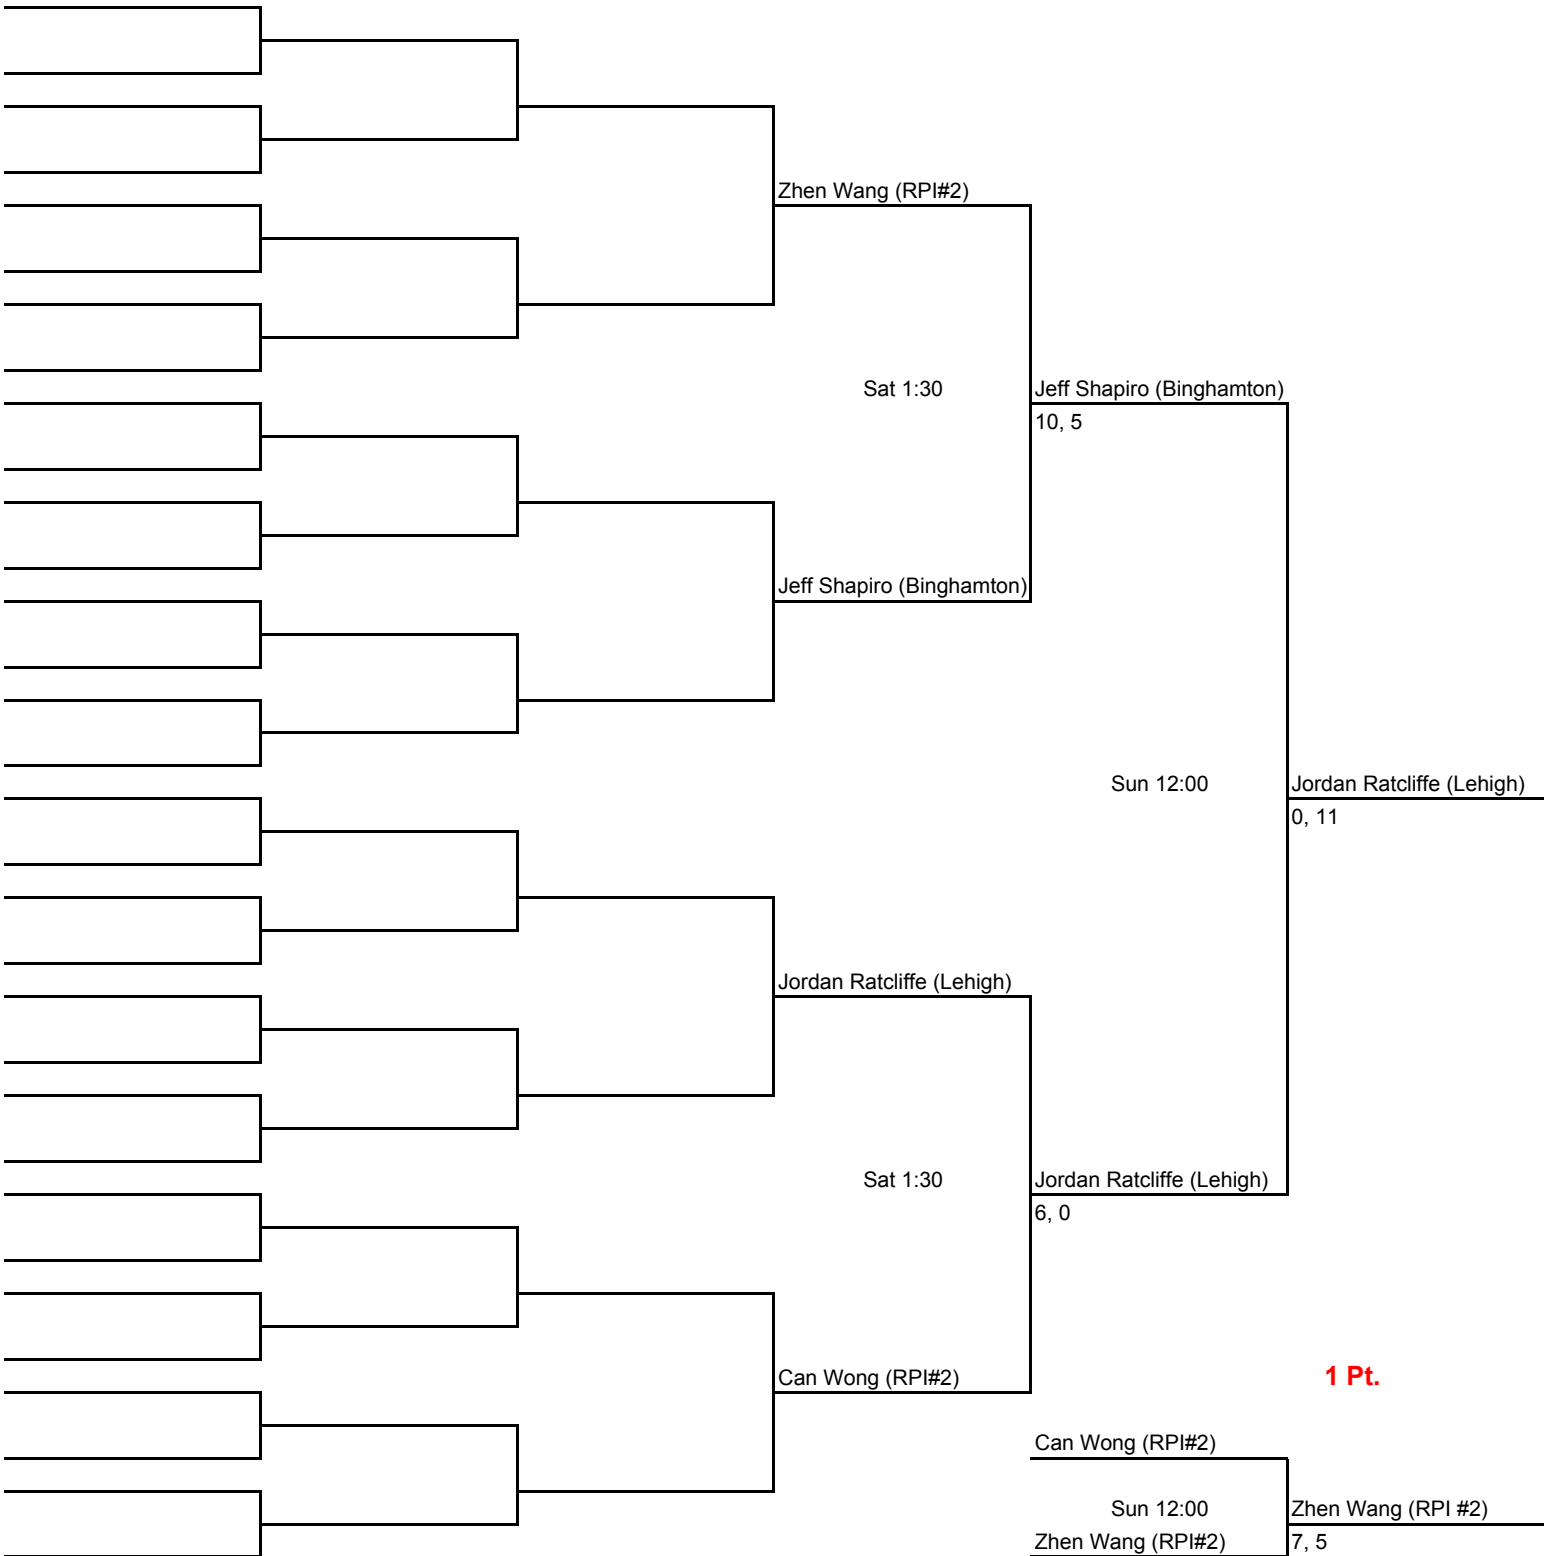 Zhen Wang (RPI#2)
Sat 1:30
Jeff Shapiro (Binghamton)
10, 5
Jeff Shapiro (Binghamton)
Sun 12:00
Jordan Ratcliffe (Lehigh)
0, 11
Jordan Ratcliffe (Lehigh)
Sat 1:30
Jordan Ratcliffe (Lehigh)
6, 0
Can Wong (RPI#2)
1 Pt.
Can Wong (RPI#2)
Sun 12:00
Zhen Wang (RPI #2)
Zhen Wang (RPI#2)
7, 5